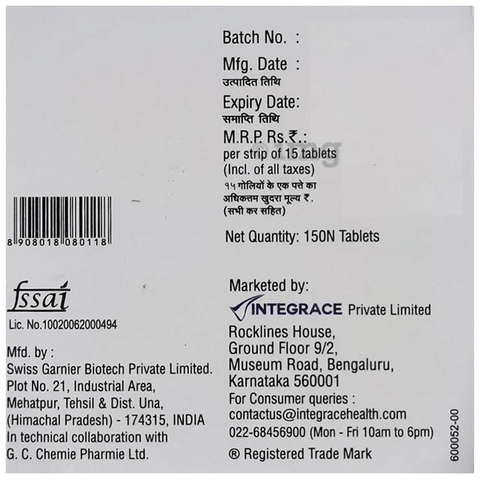 Batch No. :
Mfg. Date :
उत्पादित तिथि
Expiry Date:
समाप्ति तिथि
M.R.P. Rs.₹.:
per strip of 15 tablets
(Incl. of all taxes)
१५ गोलियों के एक पत्ते का
अधिकतम खुदरा मूल्य ₹.
(सभी कर सहित)
Net Quantity: 150N Tablets
8 908018 080118
fssai
Lic. No.10020062000494
Mfd. by :
Swiss Garnier Biotech Private Limited.
Plot No. 21, Industrial Area,
Mehatpur, Tehsil & Dist. Una,
(Himachal Pradesh) - 174315, INDIA
In technical collaboration with
G. C. Chemie Pharmie Ltd.
Marketed by:
INTEGRACE Private Limited
Rocklines House,
Ground Floor 9/2,
Museum Road, Bengaluru,
Karnataka 560001
For Consumer queries :
contactus@integracehealth.com
022-68456900 (Mon - Fri 10am to 6pm)
® Registered Trade Mark
600052-00